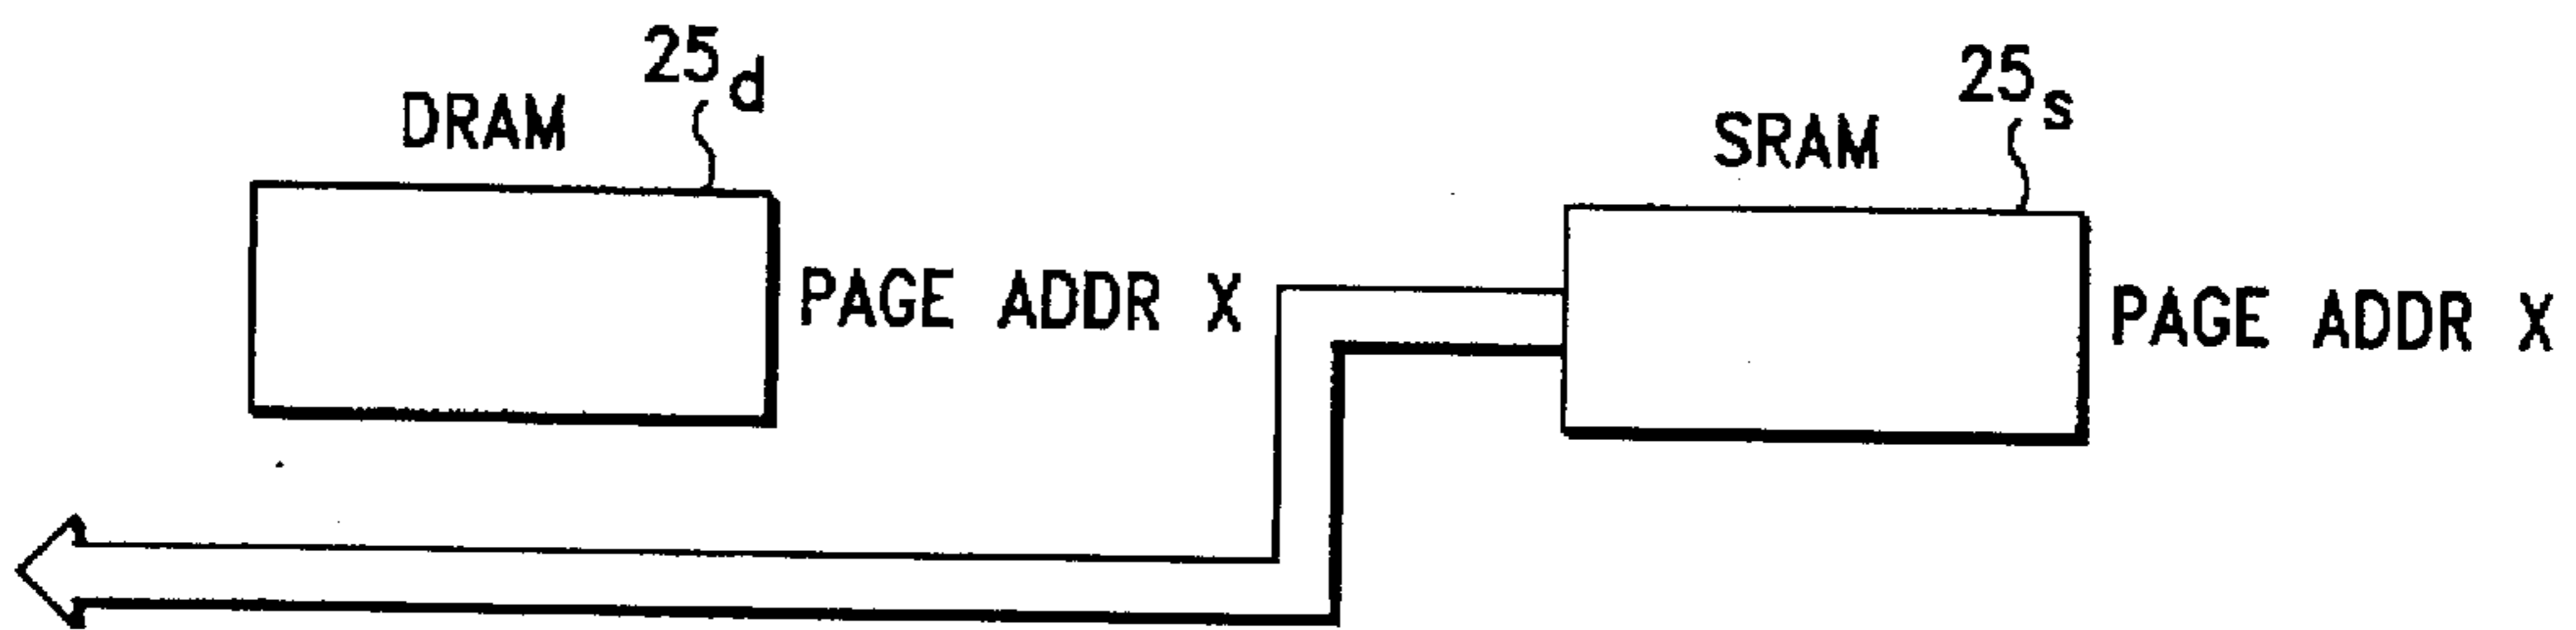 25d
DRAM
PAGE ADDR X
25s
SRAM
PAGE ADDR X